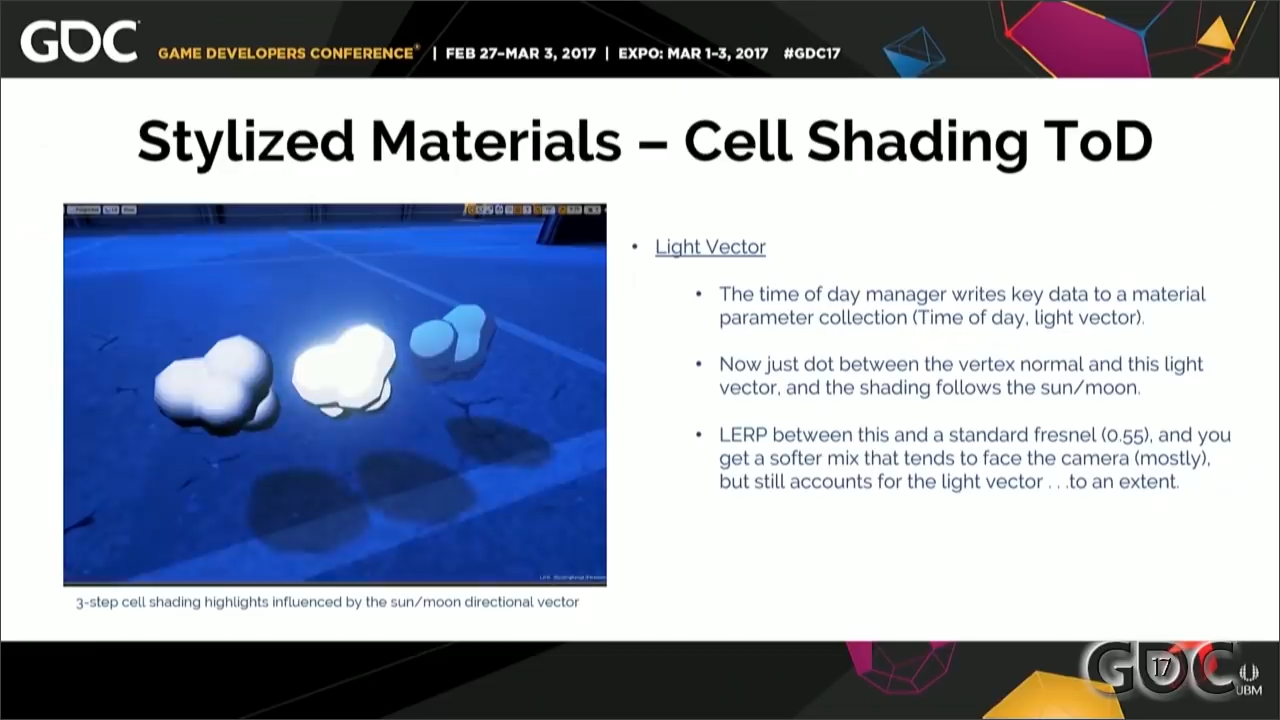 GDC GAME DEVELOPERS CONFERENCE® | FEB 27–MAR 3, 2017 | EXPO: MAR 1–3, 2017 #GDC17
Stylized Materials – Cell Shading ToD
• Light Vector
• The time of day manager writes key data to a material
parameter collection (Time of day, light vector).
• Now just dot between the vertex normal and this light
vector, and the shading follows the sun/moon.
• LERP between this and a standard fresnel (0.55), and you
get a softer mix that tends to face the camera (mostly),
but still accounts for the light vector . . .to an extent.
3-step cell shading highlights influenced by the sun/moon directional vector
GDC 17
UBM